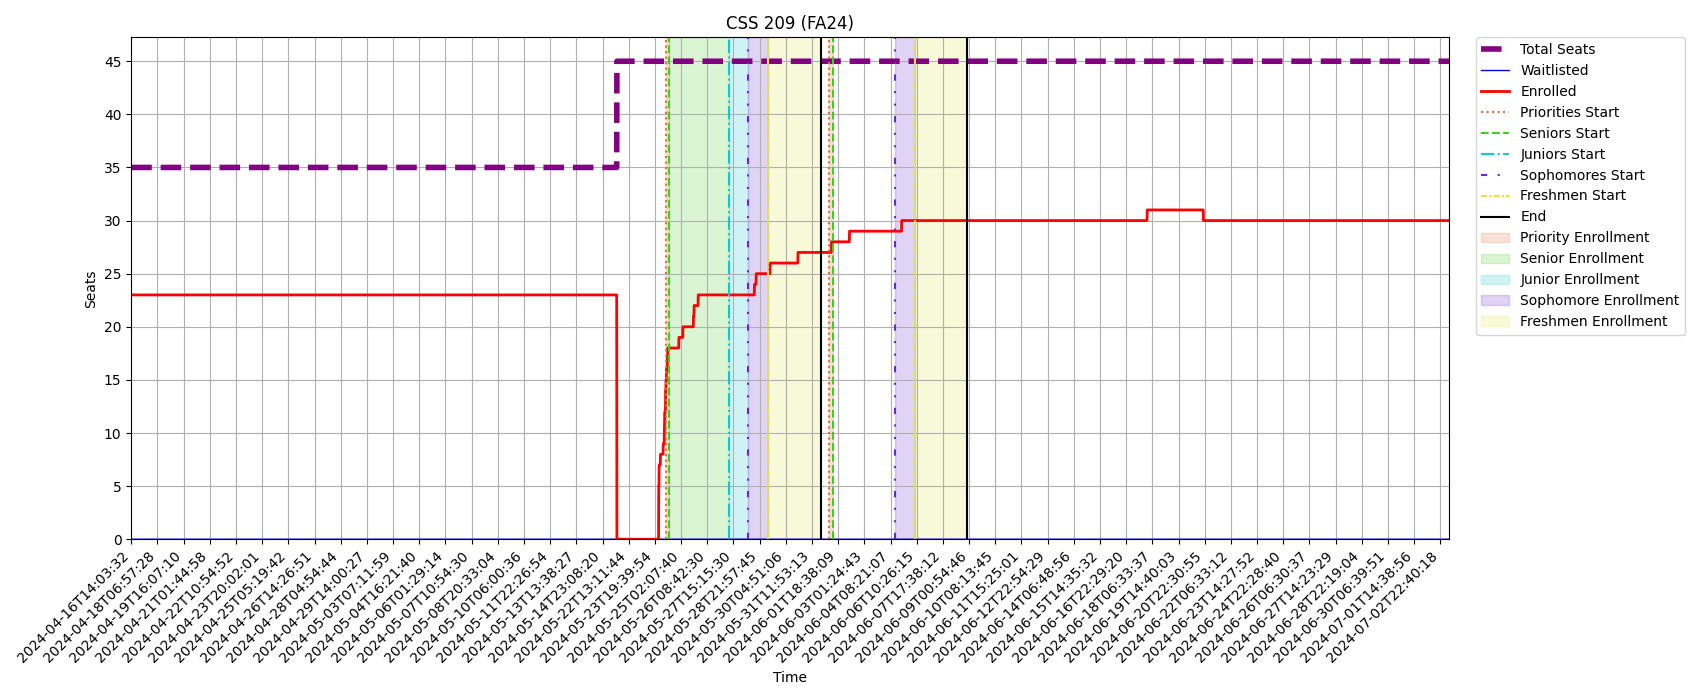 CSS 209 (FA24)
Seats
45
40
35
30
25
20
15
10
5
0
2024-04-16T14:03:32
2024-04-18T06:57:28
2024-04-19T16:07:10
2024-04-21T01:44:58
2024-04-22T10:54:52
2024-04-23T20:02:01
2024-04-25T05:19:42
2024-04-26T14:26:51
2024-04-28T04:54:44
2024-04-29T14:00:27
2024-05-03T07:11:59
2024-05-04T16:21:40
2024-05-06T01:29:14
2024-05-07T10:54:30
2024-05-08T20:33:04
2024-05-10T06:00:36
2024-05-11T22:26:54
2024-05-13T13:38:27
2024-05-14T23:08:20
2024-05-22T13:11:44
2024-05-23T19:39:54
2024-05-25T02:07:40
2024-05-26T08:42:30
2024-05-27T15:15:30
2024-05-28T21:57:45
2024-05-30T04:51:06
2024-05-31T11:53:13
2024-06-01T18:38:09
2024-06-03T01:24:43
2024-06-04T08:21:07
2024-06-06T10:26:15
2024-06-07T17:38:12
2024-06-09T00:54:46
2024-06-10T08:13:45
2024-06-11T15:25:01
2024-06-12T22:54:29
2024-06-14T06:48:56
2024-06-15T14:35:32
2024-06-16T22:29:20
2024-06-18T06:33:37
2024-06-19T14:40:03
2024-06-20T22:30:55
2024-06-22T06:33:12
2024-06-23T14:27:52
2024-06-24T22:28:40
2024-06-26T06:30:37
2024-06-27T14:23:29
2024-06-28T22:19:04
2024-06-30T06:39:51
2024-07-01T14:38:56
2024-07-02T22:40:18
Time
Total Seats
Waitlisted
Enrolled
Priorities Start
Seniors Start
Juniors Start
Sophomores Start
Freshmen Start
End
Priority Enrollment
Senior Enrollment
Junior Enrollment
Sophomore Enrollment
Freshmen Enrollment